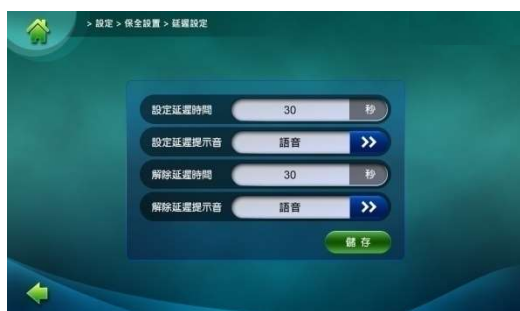 > 設定 > 保全設置 > 延遲設定
設定延遲時間 30 秒
設定延遲提示音 語音
解除延遲時間 30 秒
解除延遲提示音 語音
儲存